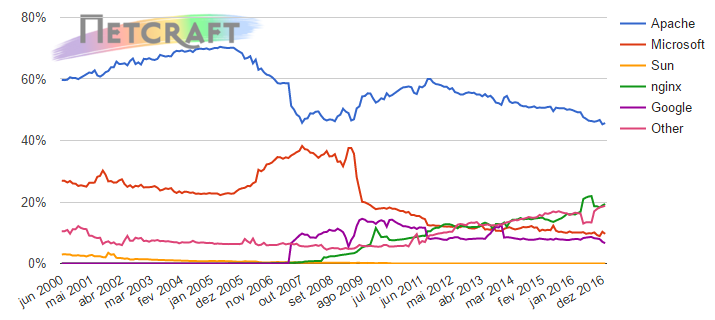 NETCRAFT
80%
60%
40%
20%
0%
jun 2000
mai 2001
abr 2002
mar 2003
fev 2004
jan 2005
dez 2005
nov 2006
out 2007
set 2008
ago 2009
jul 2010
jun 2011
mai 2012
abr 2013
mar 2014
fev 2015
jan 2016
dez 2016
Apache
Microsoft
Sun
nginx
Google
Other